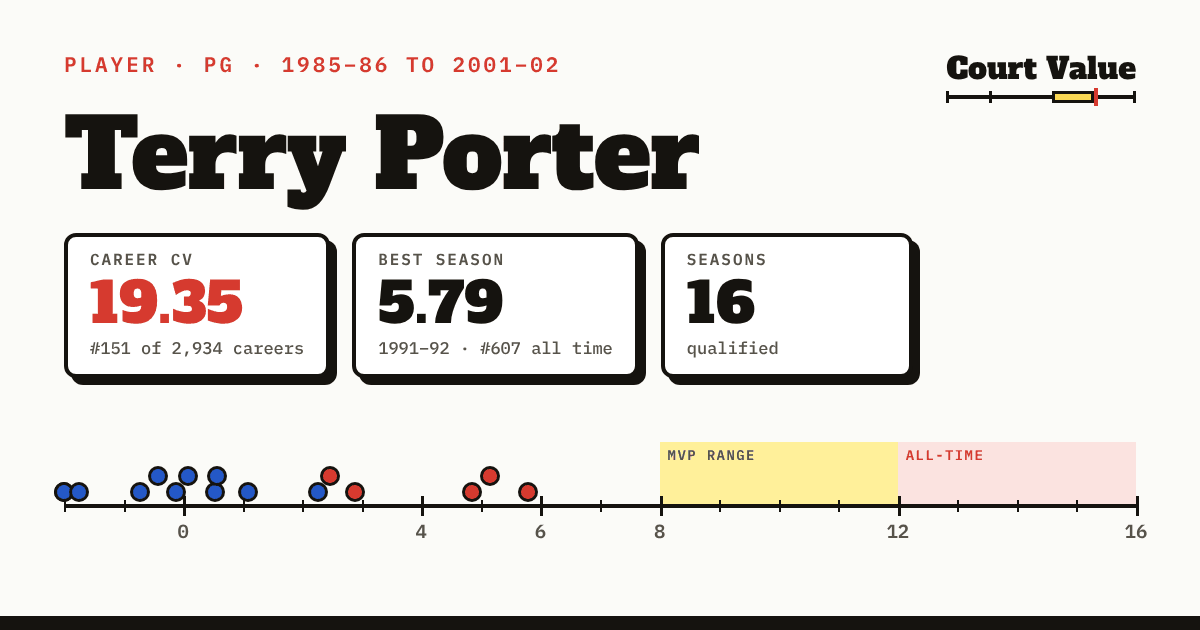 PLAYER · PG · 1985–86 TO 2001–02
Court Value
Terry Porter
CAREER CV
19.35
#151 of 2,934 careers
BEST SEASON
5.79
1991–92 · #607 all time
SEASONS
16
qualified
MVP RANGE
ALL-TIME
0 4 6 8 12 16